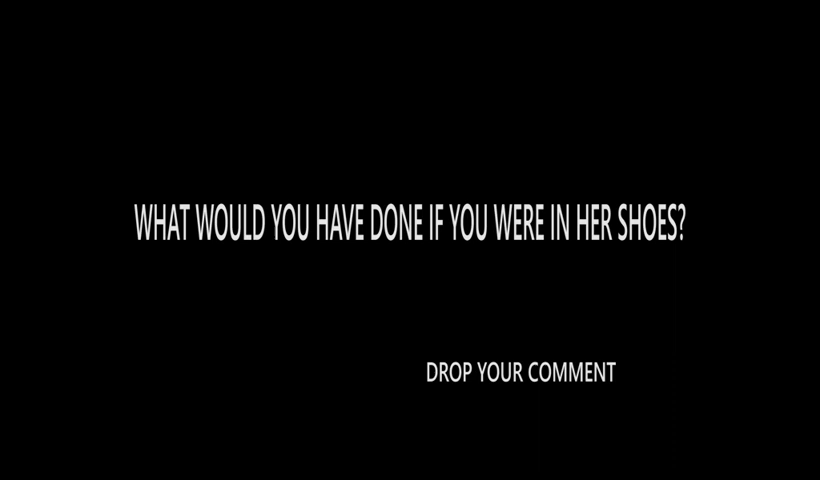 WHAT WOULD YOU HAVE DONE IF YOU WERE IN HER SHOES?
DROP YOUR COMMENT